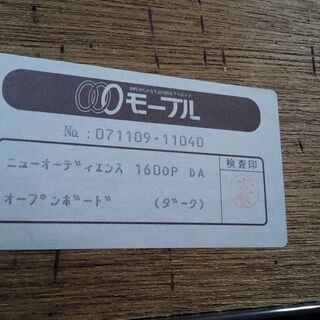 モーブル
No : 071109-11040
ニューオーディエンス 1600P DA
検査印
オープンボード (ダーク)